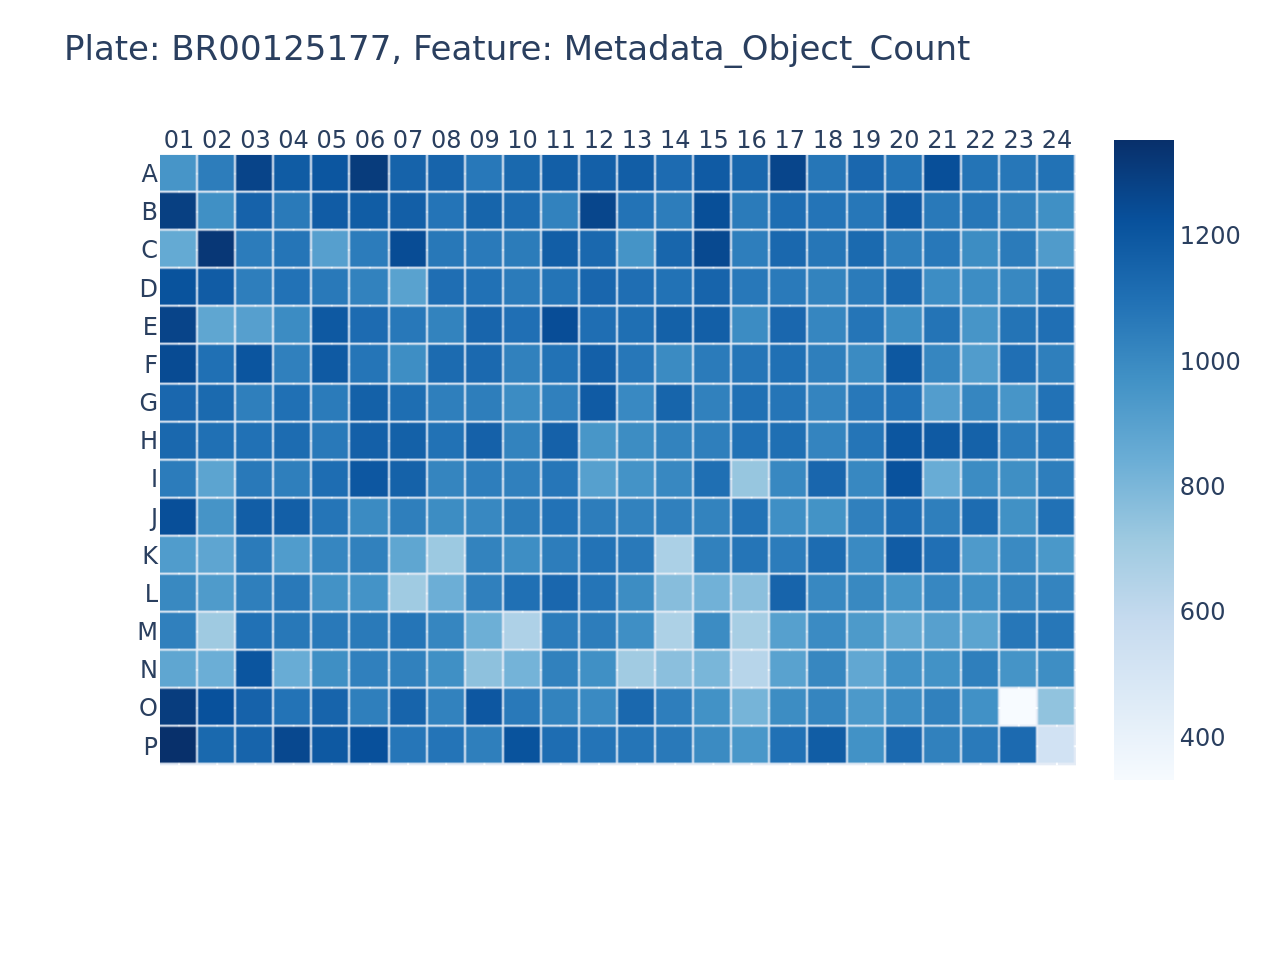 Plate: BR00125177, Feature: Metadata_Object_Count
01 02 03 04 05 06 07 08 09 10 11 12 13 14 15 16 17 18 19 20 21 22 23 24
A
B
C
D
E
F
G
H
I
J
K
L
M
N
O
P
1200
1000
800
600
400